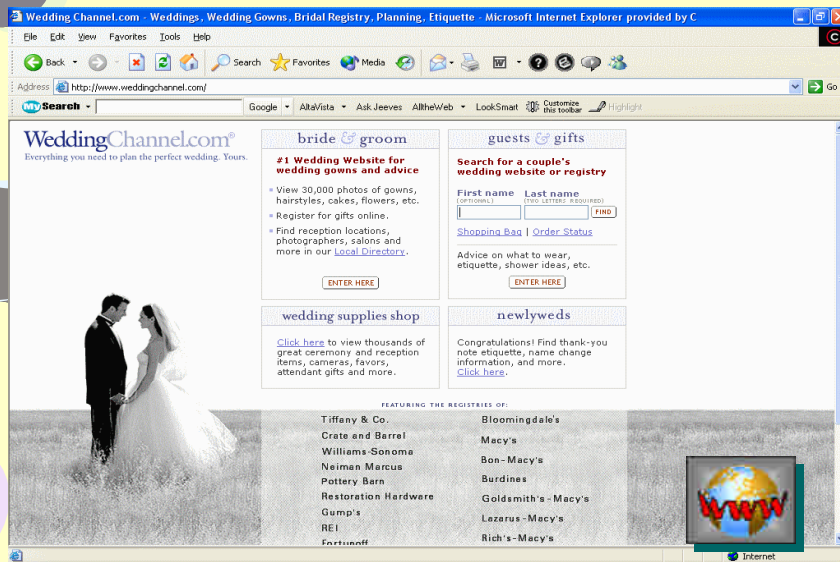 Wedding Channel.com - Weddings, Wedding Gowns, Bridal Registry, Planning, Etiquette - Microsoft Internet Explorer provided by C
File Edit View Favorites Tools Help
C
Back Search Favorites Media
Address http://www.weddingchannel.com/ Go
My Search Google AltaVista Ask Jeeves AlltheWeb LookSmart Customize this toolbar Highlight
WeddingChannel.com®
Everything you need to plan the perfect wedding. Yours.
bride & groom
#1 Wedding Website for
wedding gowns and advice
View 30,000 photos of gowns,
hairstyles, cakes, flowers, etc.
Register for gifts online.
Find reception locations,
photographers, salons and
more in our Local Directory.
ENTER HERE
guests & gifts
Search for a couple's
wedding website or registry
First name Last name
(OPTIONAL) (TWO LETTERS REQUIRED)
FIND
Shopping Bag | Order Status
Advice on what to wear,
etiquette, shower ideas, etc.
ENTER HERE
wedding supplies shop
Click here to view thousands of
great ceremony and reception
items, cameras, favors,
attendant gifts and more.
newlyweds
Congratulations! Find thank-you
note etiquette, name change
information, and more.
Click here.
FEATURING THE REGISTRIES OF:
Tiffany & Co.
Crate and Barrel
Williams-Sonoma
Neiman Marcus
Pottery Barn
Restoration Hardware
Gump's
REI
Fortunoff
Bloomingdale's
Macy's
Bon-Macy's
Burdines
Goldsmith's-Macy's
Lazarus-Macy's
Rich's-Macy's
WWW
Internet